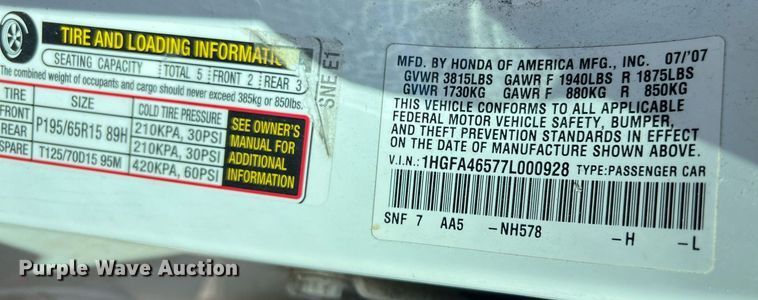 TIRE AND LOADING INFORMATION
SEATING CAPACITY TOTAL 5 FRONT 2 REAR 3
The combined weight of occupants and cargo should never exceed 385kg or 850lbs.
TIRE SIZE COLD TIRE PRESSURE
FRONT P195/65R15 89H 210KPA, 30PSI
REAR 210KPA, 30PSI
SPARE T125/70D15 95M 420KPA, 60PSI
SEE OWNER'S
MANUAL FOR
ADDITIONAL
INFORMATION
SNE E1
MFD. BY HONDA OF AMERICA MFG., INC. 07/'07
GVWR 3815LBS GAWR F 1940LBS R 1875LBS
GVWR 1730KG GAWR F 880KG R 850KG
THIS VEHICLE CONFORMS TO ALL APPLICABLE
FEDERAL MOTOR VEHICLE SAFETY, BUMPER,
AND THEFT PREVENTION STANDARDS IN EFFECT
ON THE DATE OF MANUFACTURE SHOWN ABOVE.
V.I.N.: 1HGFA46577L000928 TYPE:PASSENGER CAR
SNF 7 AA5 -NH578 -H -L
Purple Wave Auction